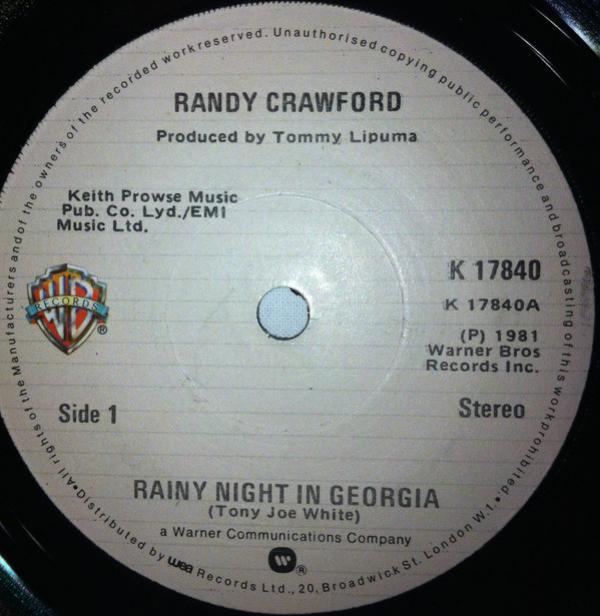 RANDY CRAWFORD
Produced by Tommy Lipuma
Keith Prowse Music
Pub. Co. Lyd./EMI
Music Ltd.
K 17840
K 17840A
(P) 1981
Warner Bros
Records Inc.
WB
RECORDS
®
Side 1
Stereo
RAINY NIGHT IN GEORGIA
(Tony Joe White)
a Warner Communications Company
W ®
•All rights of the Manufacturers and of the owners of the recorded work reserved. Unauthorised copying public performance and broadcasting of this work prohibited.•
Distributed by wea Records Ltd., 20, Broadwick St. London W.1.